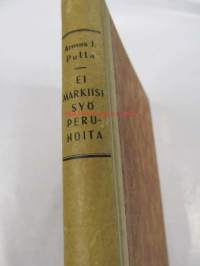 Armas J.
Pulla
EI
MARKIISI
SYÖ
PERU-
NOITA